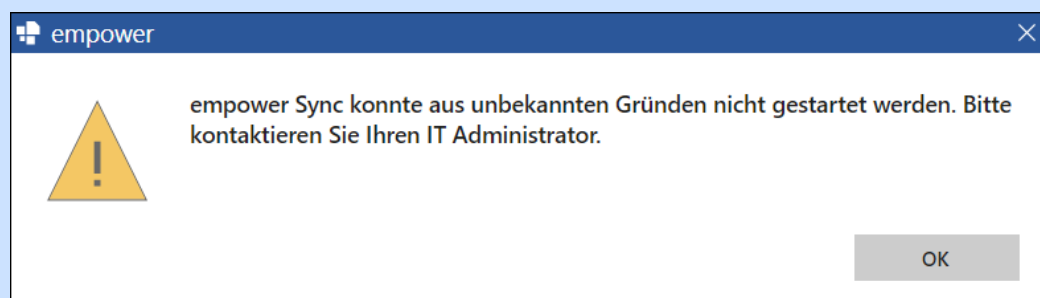 empower
empower Sync konnte aus unbekannten Gründen nicht gestartet werden. Bitte
kontaktieren Sie Ihren IT Administrator.
OK